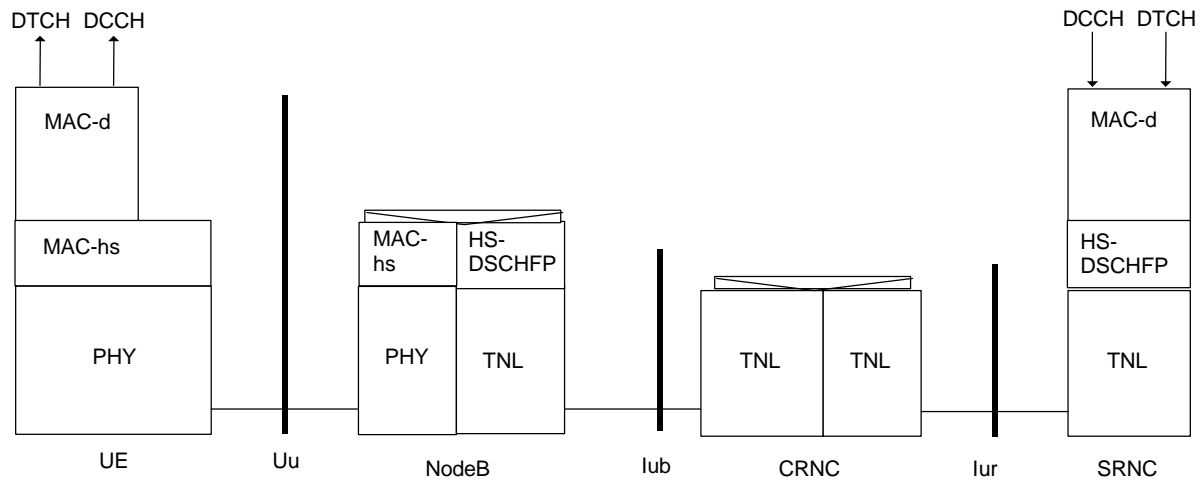 DTCH DCCH
DCCH DTCH
MAC-d
MAC-d
MAC-hs
MAC-
hs
HS-
DSCHFP
HS-
DSCHFP
PHY
PHY
TNL
TNL
TNL
TNL
UE
Uu
NodeB
Iub
CRNC
Iur
SRNC